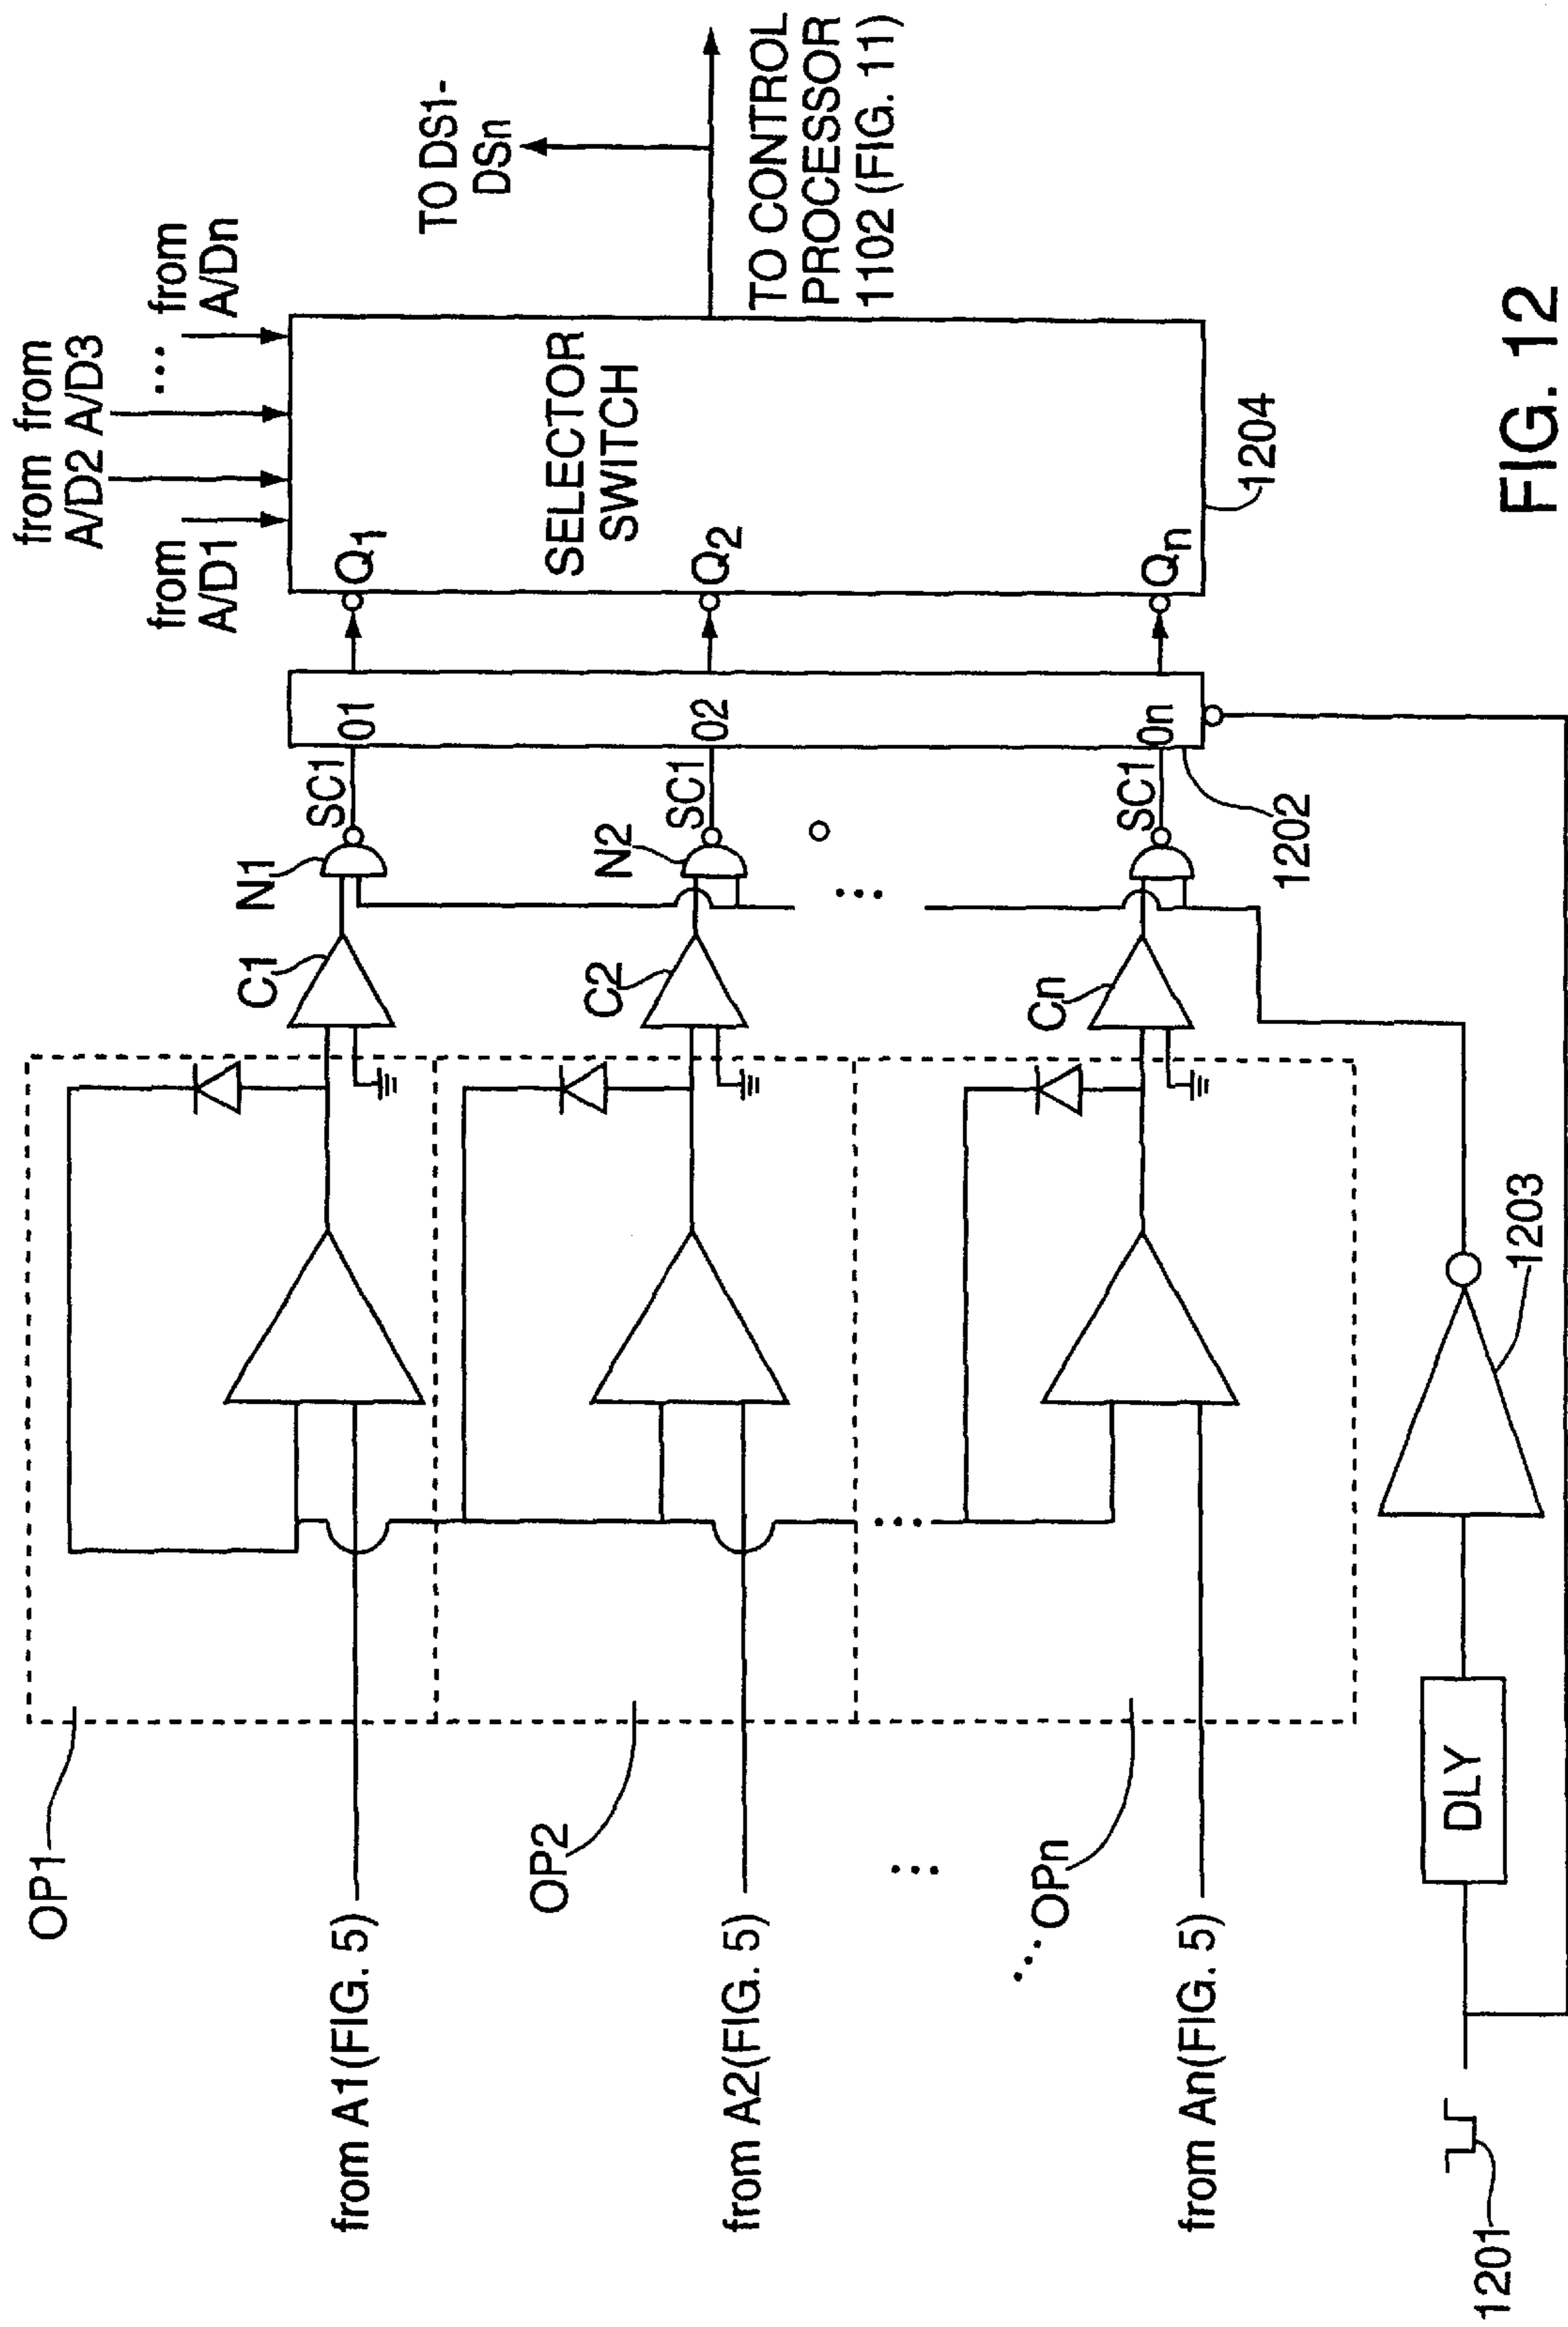 from
A/D1
from
A/D2
from
A/D3
...
from
A/Dn
TO DS1-
DSn
TO CONTROL
PROCESSOR
1102 (FIG. 11)
SELECTOR
SWITCH
Q1
Q2
Qn
1204
01
02
0n
1202
SC1
SC1
SC1
N1
N2
...
C1
C2
Cn
OP1
OP2
...OPn
...
...
from A1(FIG. 5)
from A2(FIG. 5)
from An(FIG. 5)
DLY
1203
1201
FIG. 12